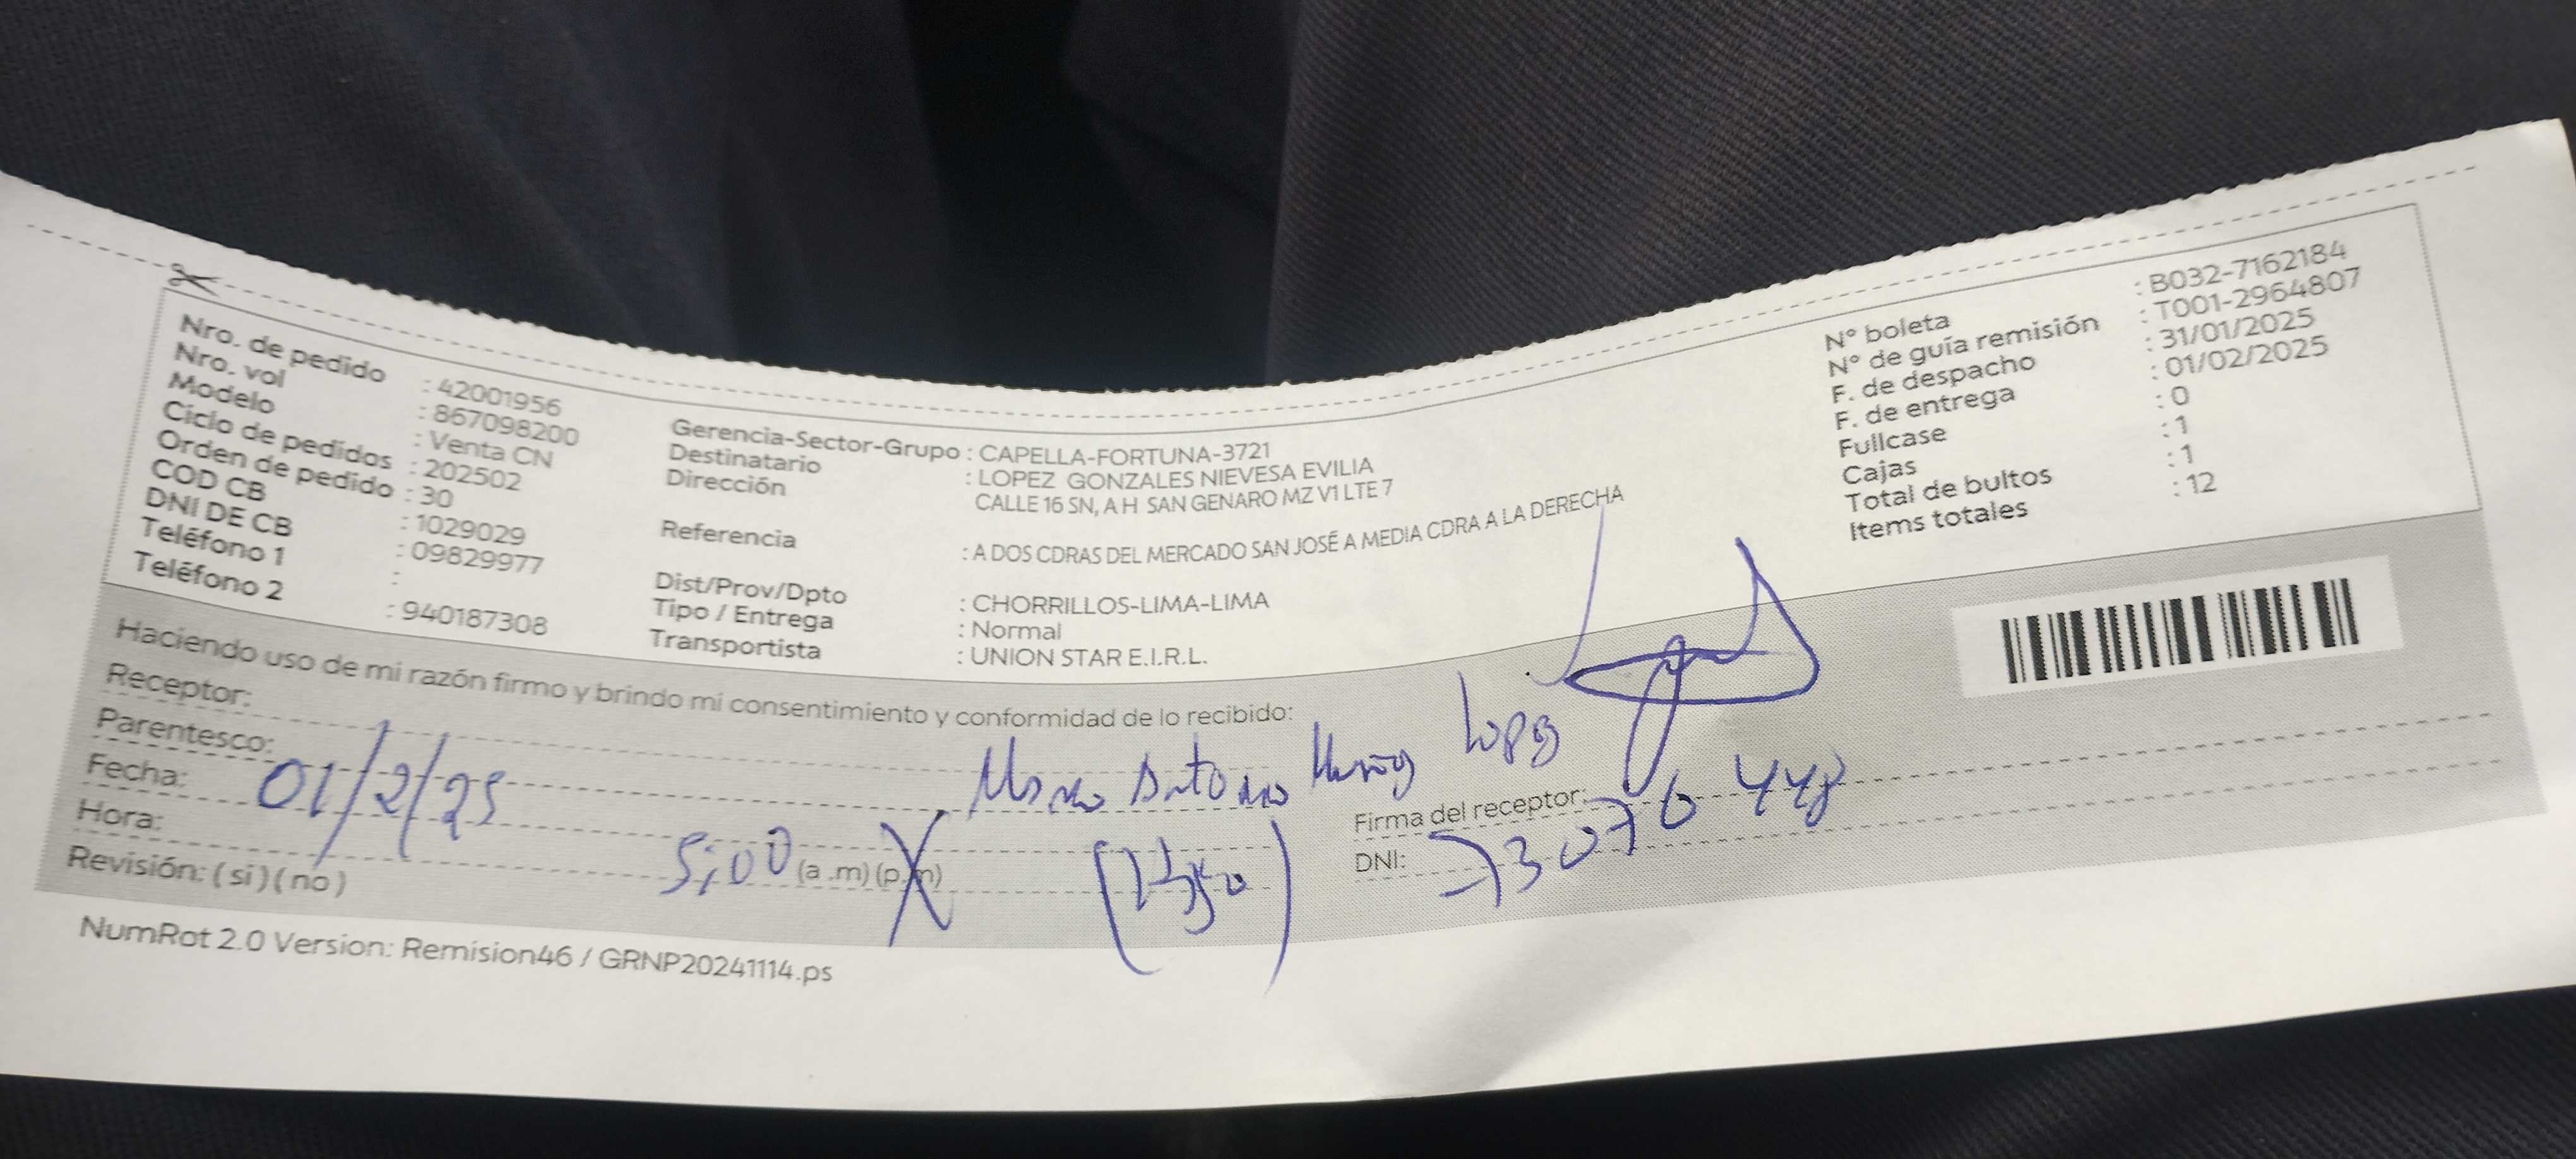 Nro. de pedido : 42001956
Nro. vol : 867098200
Modelo : Venta CN
Ciclo de pedidos : 202502
Orden de pedido : 30
COD CB : 1029029
DNI DE CB : 09829977
Teléfono 1 :
Teléfono 2 : 940187308
Gerencia-Sector-Grupo : CAPELLA-FORTUNA-3721
Destinatario : LOPEZ GONZALES NIEVESA EVILIA
Dirección CALLE 16 SN, A H SAN GENARO MZ V1 LTE 7
Referencia : A DOS CDRAS DEL MERCADO SAN JOSÉ A MEDIA CDRA A LA DERECHA
Dist/Prov/Dpto : CHORRILLOS-LIMA-LIMA
Tipo / Entrega : Normal
Transportista : UNION STAR E.I.R.L.
N° boleta : B032-7162184
N° de guía remisión : T001-2964807
F. de despacho : 31/01/2025
F. de entrega : 01/02/2025
Fullcase : 0
Cajas : 1
Total de bultos : 1
Items totales : 12
Haciendo uso de mi razón firmo y brindo mi consentimiento y conformidad de lo recibido:
Receptor:
Parentesco:
Fecha: 01/2/25
Hora: 5:00 (a .m) (p.m)
Revisión: ( si ) ( no )
Firma del receptor:
DNI:
NumRot 2.0 Version: Remision46 / GRNP20241114.ps